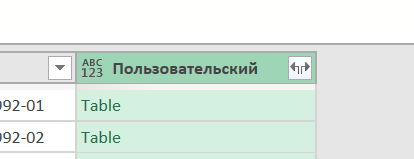 ABC
123 Пользовательский
992-01 Table
992-02 Table